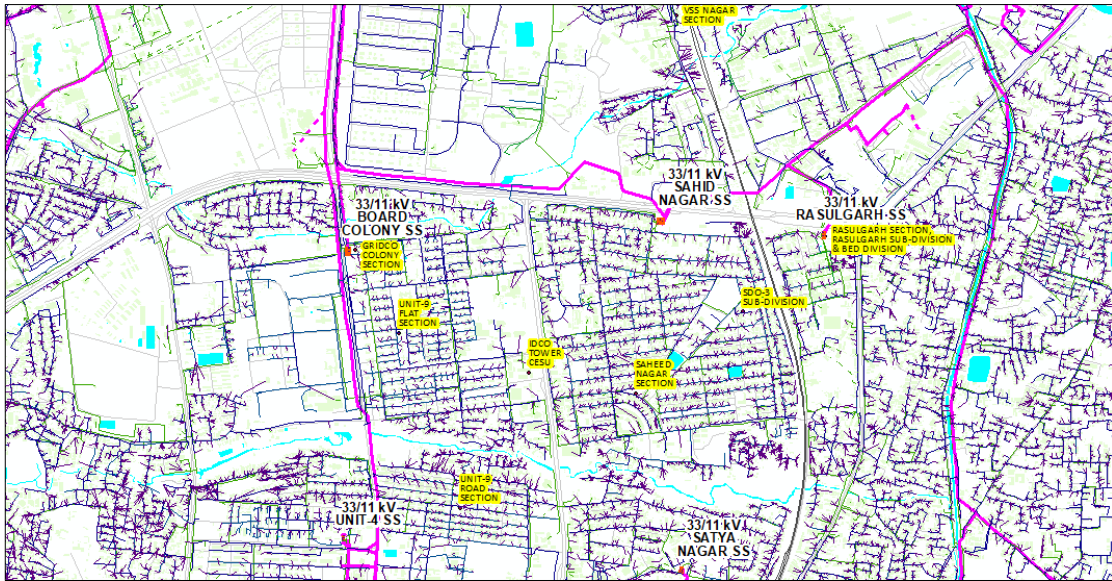 VSS NAGAR
SECTION
33/11 kV
SAHID
NAGAR SS
33/11 kV
BOARD
COLONY SS
33/11 kV
RASULGARH SS
RASULGARH SECTION,
RASULGARH SUB-DIVISION
& BED DIVISION
GRIDCO
COLONY
SECTION
SDO-3
SUB-DIVISION
UNIT-9
FLAT
SECTION
IDCO
TOWER
CESU
SAHEED
NAGAR
SECTION
UNIT-9
ROAD
SECTION
33/11 kV
UNIT-4 SS
33/11 kV
SATYA
NAGAR SS